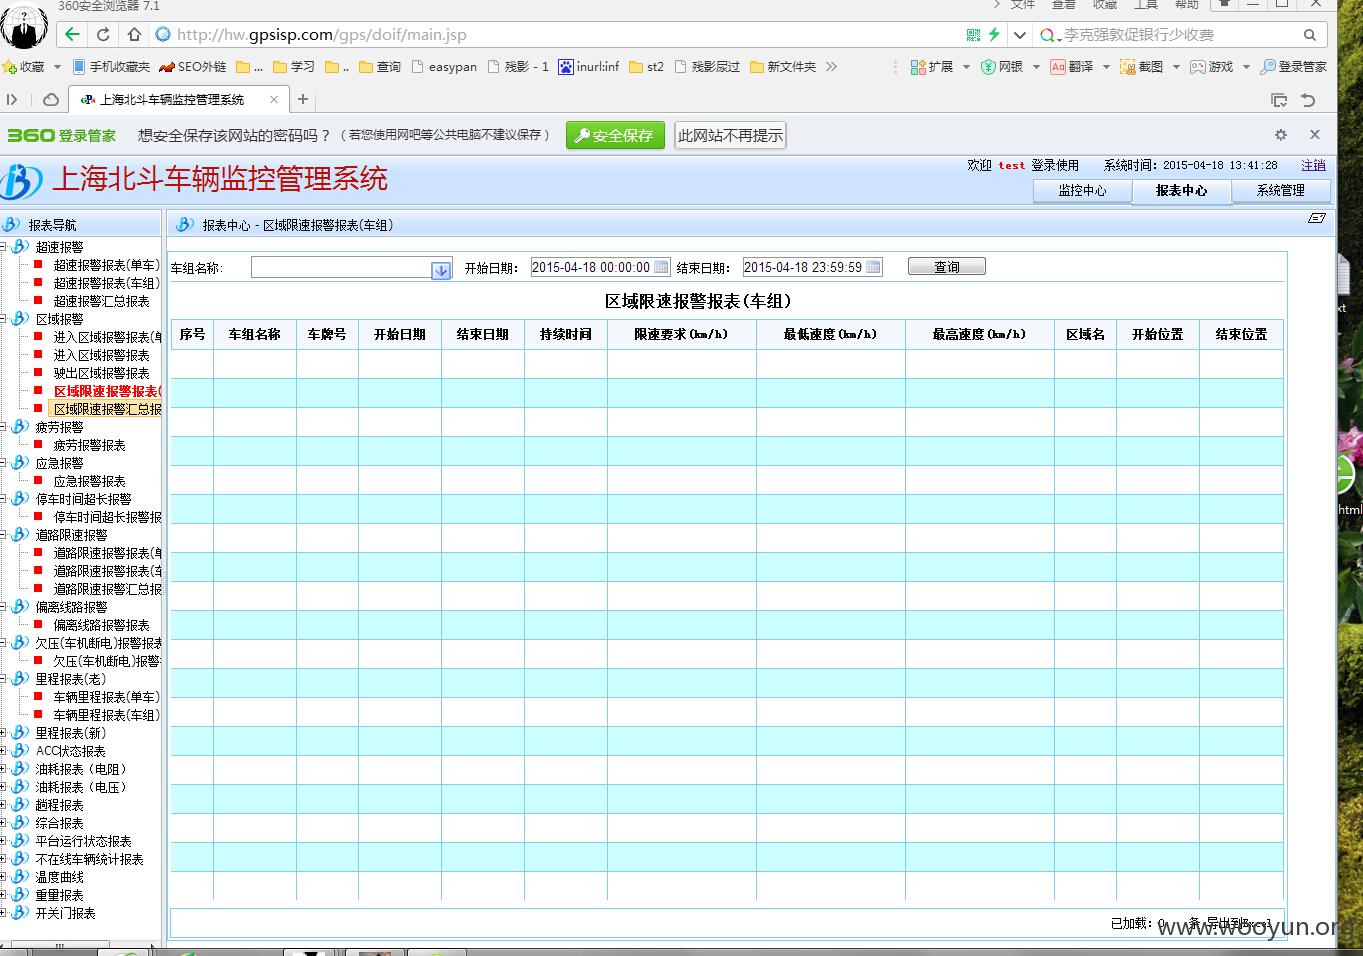 360安全浏览器 7.1
文件 查看 收藏 工具 帮助
http://hw.gpsisp.com/gps/doif/main.jsp
李克强敦促银行少收费
收藏 手机收藏夹 SEO外链 ... 学习 .. 查询 easypan 残影 - 1 inurl:inf st2 残影尿过 新文件夹 扩展 网银 翻译 截图 游戏 登录管家
上海北斗车辆监控管理系统
360 登录管家 想安全保存该网站的密码吗？（若您使用网吧等公共电脑不建议保存） 安全保存 此网站不再提示
上海北斗车辆监控管理系统
欢迎 test 登录使用 系统时间：2015-04-18 13:41:28 注销
监控中心 报表中心 系统管理
报表导航
超速报警
超速报警报表(单车)
超速报警报表(车组)
超速报警汇总报表
区域报警
进入区域报警报表(单
进入区域报警报表
驶出区域报警报表
区域限速报警报表(
区域限速报警汇总报
疲劳报警
疲劳报警报表
应急报警
应急报警报表
停车时间超长报警
停车时间超长报警报
道路限速报警
道路限速报警报表(单
道路限速报警报表(车
道路限速报警汇总报
偏离线路报警
偏离线路报警报表
欠压(车机断电)报警报表
欠压(车机断电)报警
里程报表(老)
车辆里程报表(单车)
车辆里程报表(车组)
里程报表(新)
ACC状态报表
油耗报表（电阻）
油耗报表（电压）
趟程报表
综合报表
平台运行状态报表
不在线车辆统计报表
温度曲线
重量报表
开关门报表
报表中心 - 区域限速报警报表(车组)
车组名称: 开始日期: 2015-04-18 00:00:00 结束日期: 2015-04-18 23:59:59 查询
区域限速报警报表(车组)
序号 车组名称 车牌号 开始日期 结束日期 持续时间 限速要求(km/h) 最低速度(km/h) 最高速度(km/h) 区域名 开始位置 结束位置
已加载: 0 条 导出到Excel
www.wooyun.org
xt
html